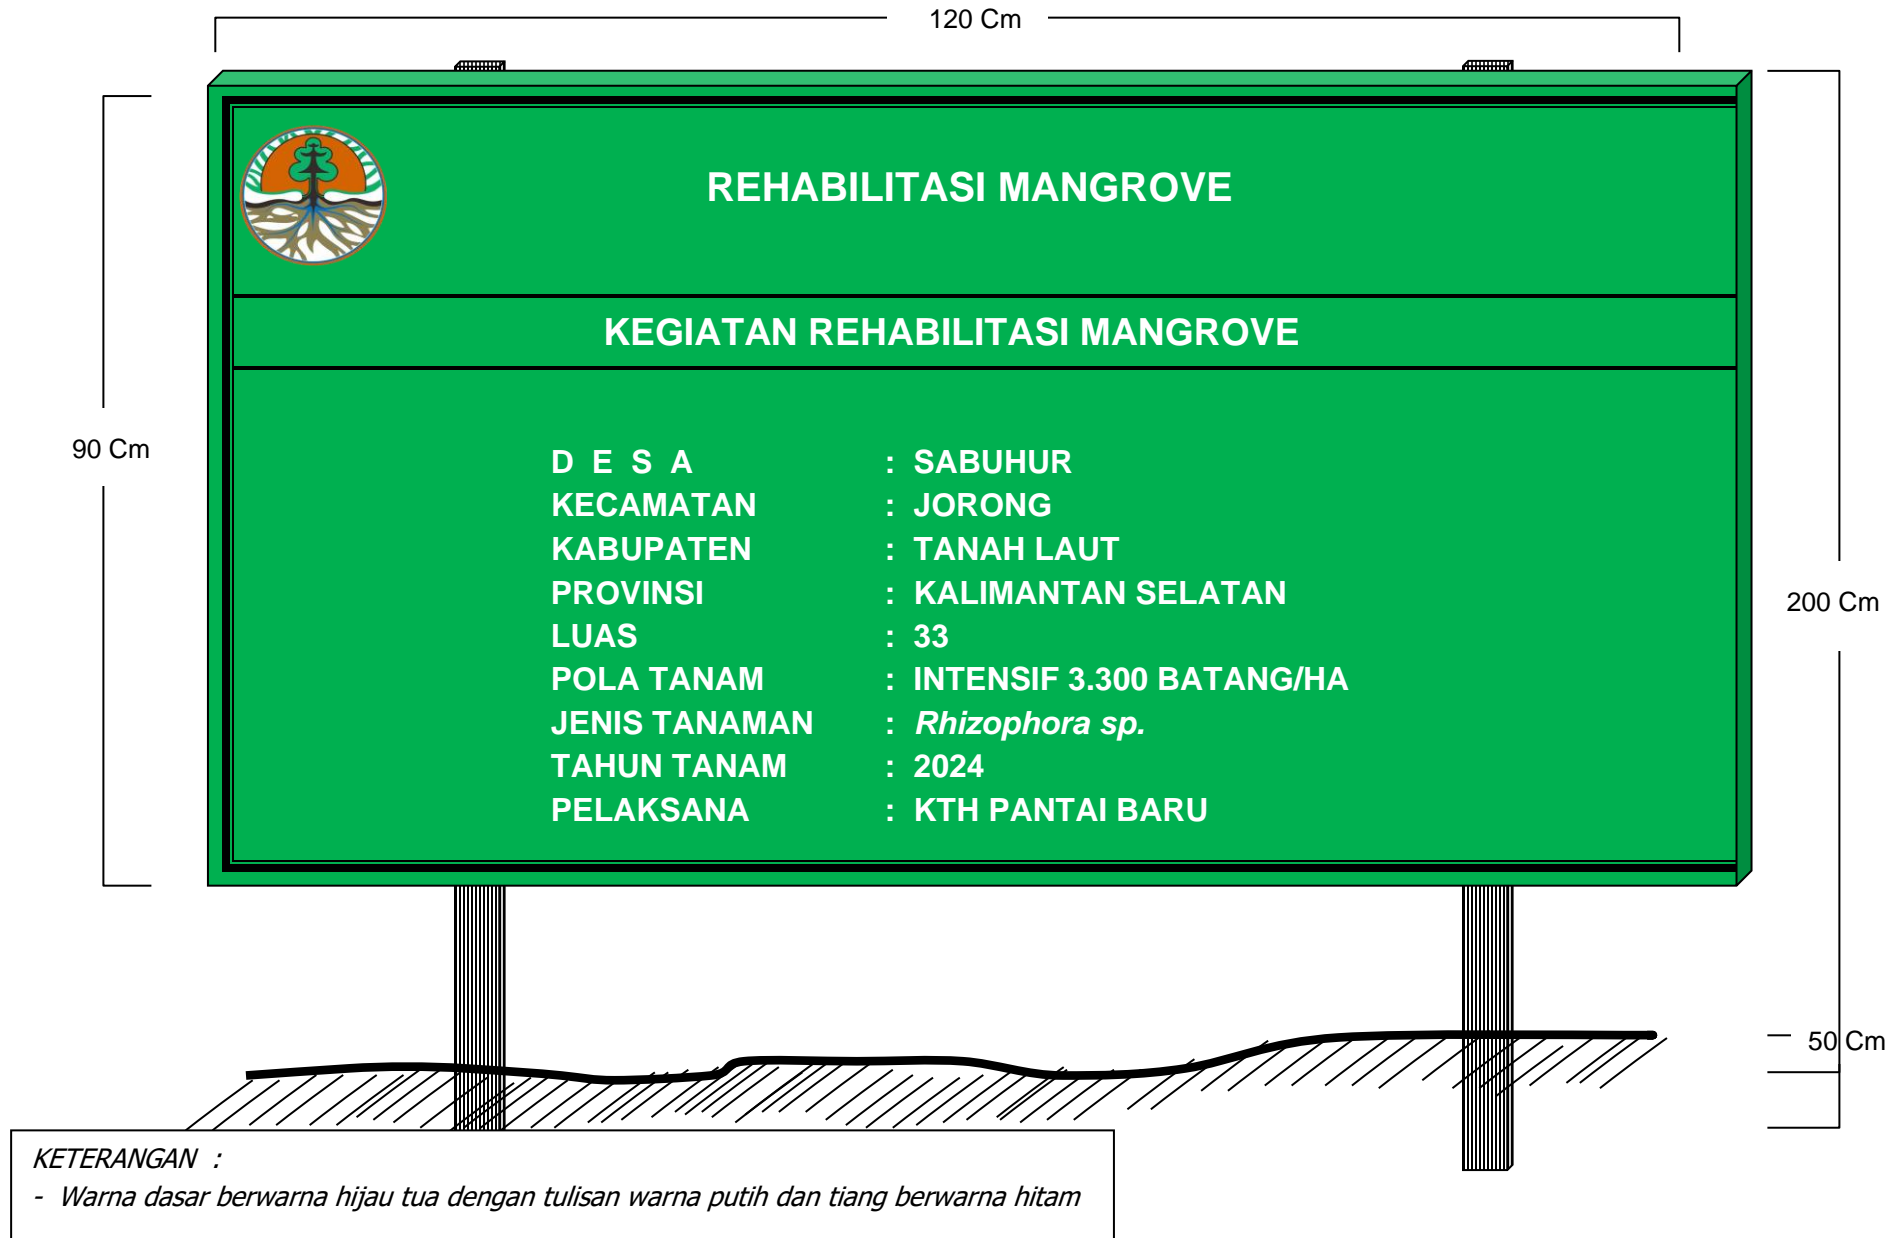 120 Cm
REHABILITASI MANGROVE
KEGIATAN REHABILITASI MANGROVE
90 Cm
D E S A : SABUHUR
KECAMATAN : JORONG
KABUPATEN : TANAH LAUT
PROVINSI : KALIMANTAN SELATAN
LUAS : 33
POLA TANAM : INTENSIF 3.300 BATANG/HA
JENIS TANAMAN : Rhizophora sp.
TAHUN TANAM : 2024
PELAKSANA : KTH PANTAI BARU
200 Cm
50 Cm
KETERANGAN :
- Warna dasar berwarna hijau tua dengan tulisan warna putih dan tiang berwarna hitam